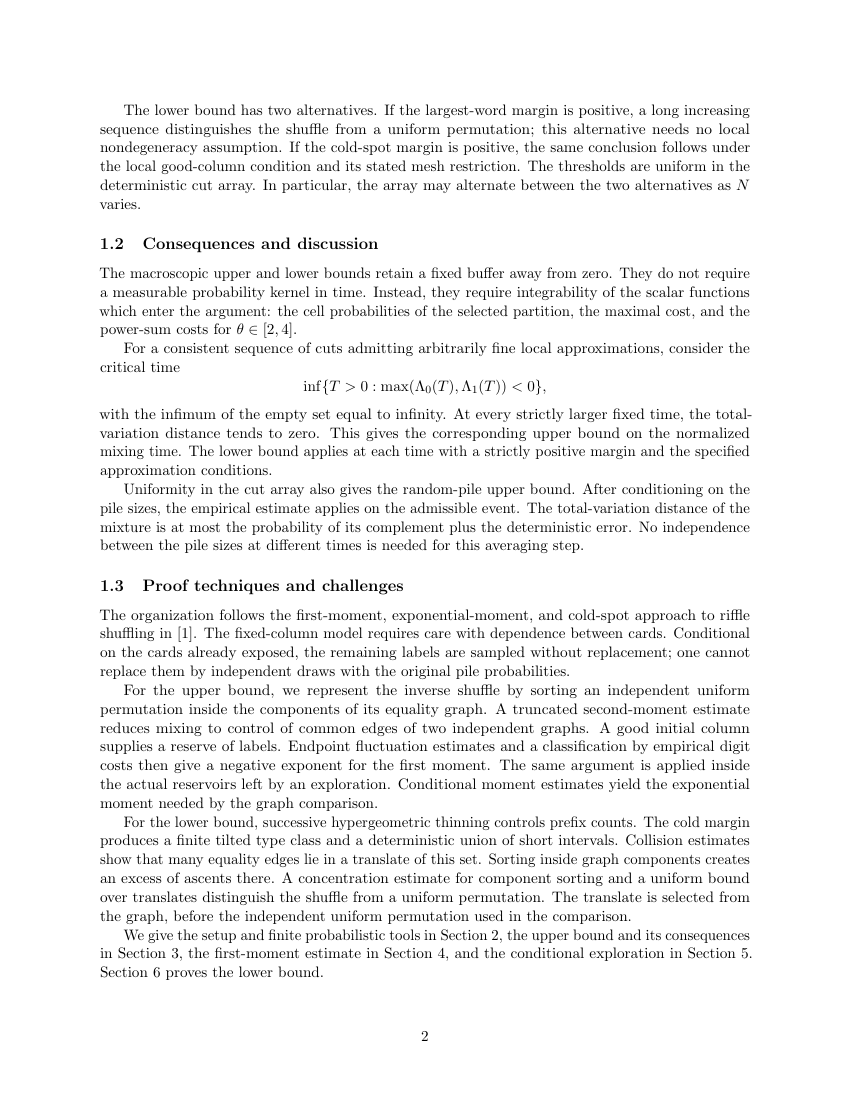 The lower bound has two alternatives. If the largest-word margin is positive, a long increasing
sequence distinguishes the shuffle from a uniform permutation; this alternative needs no local
nondegeneracy assumption. If the cold-spot margin is positive, the same conclusion follows under
the local good-column condition and its stated mesh restriction. The thresholds are uniform in the
deterministic cut array. In particular, the array may alternate between the two alternatives as N
varies.
1.2 Consequences and discussion
The macroscopic upper and lower bounds retain a fixed buffer away from zero. They do not require
a measurable probability kernel in time. Instead, they require integrability of the scalar functions
which enter the argument: the cell probabilities of the selected partition, the maximal cost, and the
power-sum costs for θ ∈ [2, 4].
For a consistent sequence of cuts admitting arbitrarily fine local approximations, consider the
critical time
inf{T > 0 : max(Λ₀(T), Λ₁(T)) < 0},
with the infimum of the empty set equal to infinity. At every strictly larger fixed time, the total-
variation distance tends to zero. This gives the corresponding upper bound on the normalized
mixing time. The lower bound applies at each time with a strictly positive margin and the specified
approximation conditions.
Uniformity in the cut array also gives the random-pile upper bound. After conditioning on the
pile sizes, the empirical estimate applies on the admissible event. The total-variation distance of the
mixture is at most the probability of its complement plus the deterministic error. No independence
between the pile sizes at different times is needed for this averaging step.
1.3 Proof techniques and challenges
The organization follows the first-moment, exponential-moment, and cold-spot approach to riffle
shuffling in [1]. The fixed-column model requires care with dependence between cards. Conditional
on the cards already exposed, the remaining labels are sampled without replacement; one cannot
replace them by independent draws with the original pile probabilities.
For the upper bound, we represent the inverse shuffle by sorting an independent uniform
permutation inside the components of its equality graph. A truncated second-moment estimate
reduces mixing to control of common edges of two independent graphs. A good initial column
supplies a reserve of labels. Endpoint fluctuation estimates and a classification by empirical digit
costs then give a negative exponent for the first moment. The same argument is applied inside
the actual reservoirs left by an exploration. Conditional moment estimates yield the exponential
moment needed by the graph comparison.
For the lower bound, successive hypergeometric thinning controls prefix counts. The cold margin
produces a finite tilted type class and a deterministic union of short intervals. Collision estimates
show that many equality edges lie in a translate of this set. Sorting inside graph components creates
an excess of ascents there. A concentration estimate for component sorting and a uniform bound
over translates distinguish the shuffle from a uniform permutation. The translate is selected from
the graph, before the independent uniform permutation used in the comparison.
We give the setup and finite probabilistic tools in Section 2, the upper bound and its consequences
in Section 3, the first-moment estimate in Section 4, and the conditional exploration in Section 5.
Section 6 proves the lower bound.
2